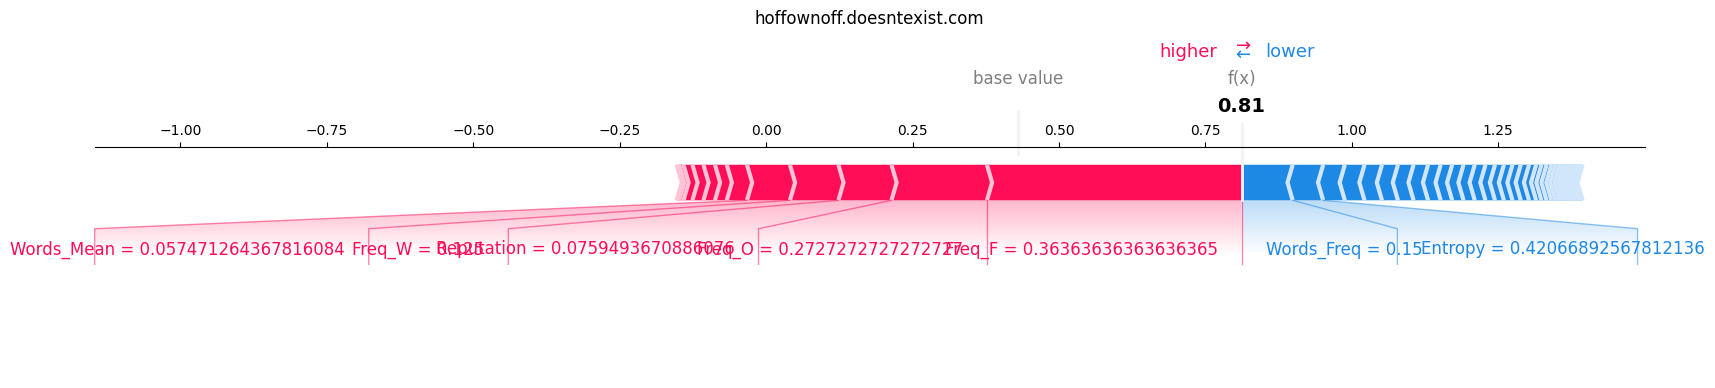 hoffownoff.doesntexist.com
higher ⇄ lower
base value f(x)
0.81
−1.00 −0.75 −0.50 −0.25 0.00 0.25 0.50 0.75 1.00 1.25
Words_Mean = 0.057471264367816084 Freq_W = 0.125 Reputation = 0.0759493670886076 Freq_O = 0.2727272727272727 Freq_F = 0.36363636363636365 Words_Freq = 0.15 Entropy = 0.42066892567812136